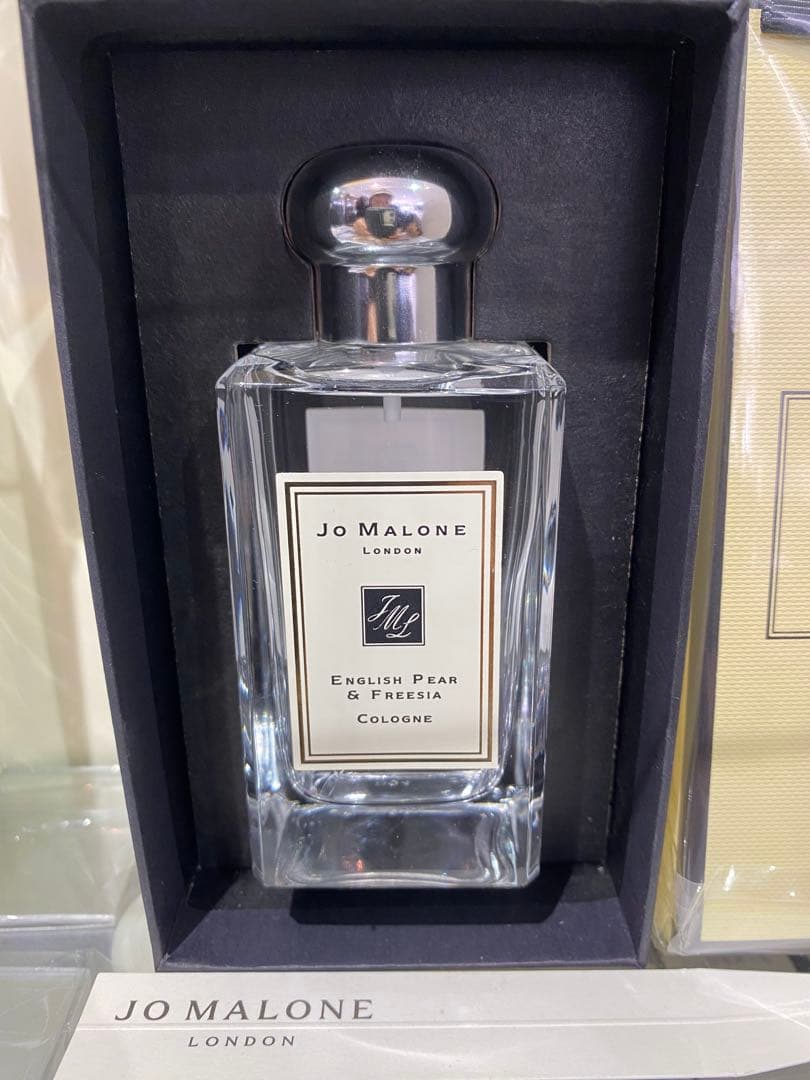 JO MALONE
LONDON
JML
ENGLISH PEAR
& FREESIA
COLOGNE
JO MALONE
LONDON